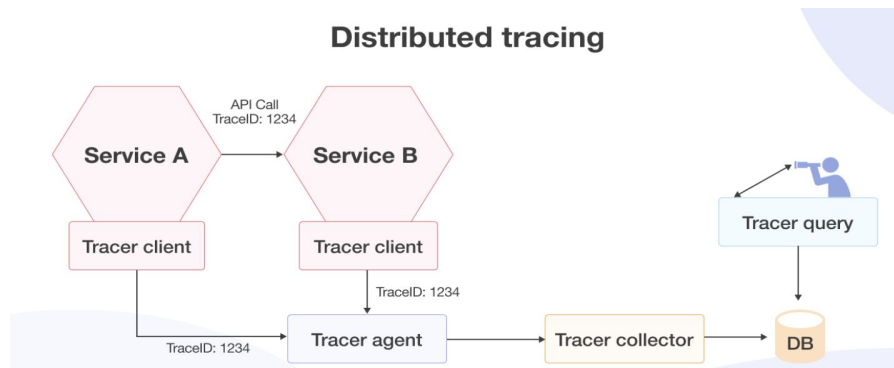 Distributed tracing
API Call
TraceID: 1234
Service A
Service B
Tracer client
Tracer client
Tracer query
TraceID: 1234
TraceID: 1234
Tracer agent
Tracer collector
DB